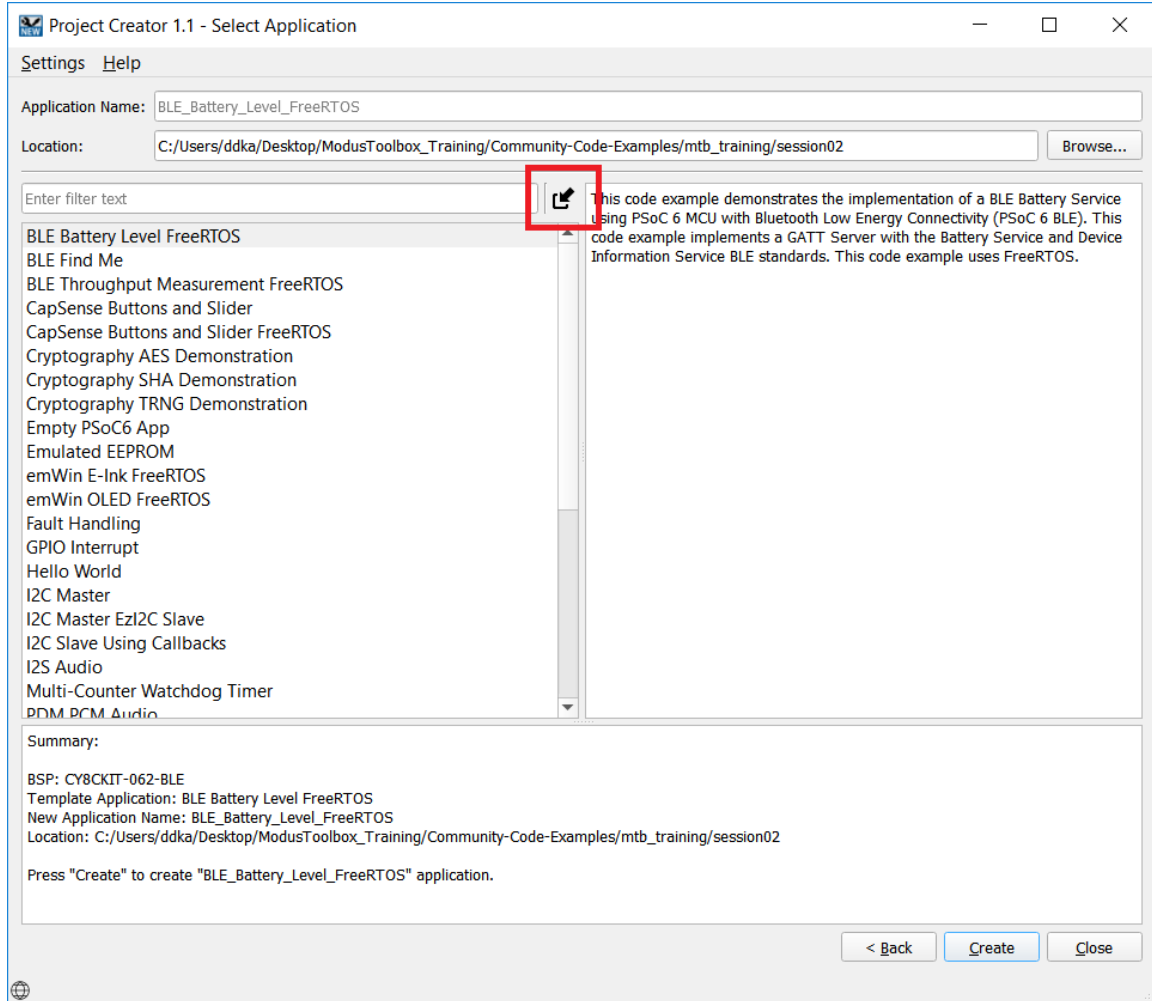 NEW Project Creator 1.1 - Select Application
Settings Help
Application Name: BLE_Battery_Level_FreeRTOS
Location: C:/Users/ddka/Desktop/ModusToolbox_Training/Community-Code-Examples/mtb_training/session02 Browse...
Enter filter text
BLE Battery Level FreeRTOS
BLE Find Me
BLE Throughput Measurement FreeRTOS
CapSense Buttons and Slider
CapSense Buttons and Slider FreeRTOS
Cryptography AES Demonstration
Cryptography SHA Demonstration
Cryptography TRNG Demonstration
Empty PSoC6 App
Emulated EEPROM
emWin E-Ink FreeRTOS
emWin OLED FreeRTOS
Fault Handling
GPIO Interrupt
Hello World
I2C Master
I2C Master EzI2C Slave
I2C Slave Using Callbacks
I2S Audio
Multi-Counter Watchdog Timer
PDM PCM Audio
This code example demonstrates the implementation of a BLE Battery Service
using PSoC 6 MCU with Bluetooth Low Energy Connectivity (PSoC 6 BLE). This
code example implements a GATT Server with the Battery Service and Device
Information Service BLE standards. This code example uses FreeRTOS.
Summary:
BSP: CY8CKIT-062-BLE
Template Application: BLE Battery Level FreeRTOS
New Application Name: BLE_Battery_Level_FreeRTOS
Location: C:/Users/ddka/Desktop/ModusToolbox_Training/Community-Code-Examples/mtb_training/session02
Press "Create" to create "BLE_Battery_Level_FreeRTOS" application.
< Back Create Close